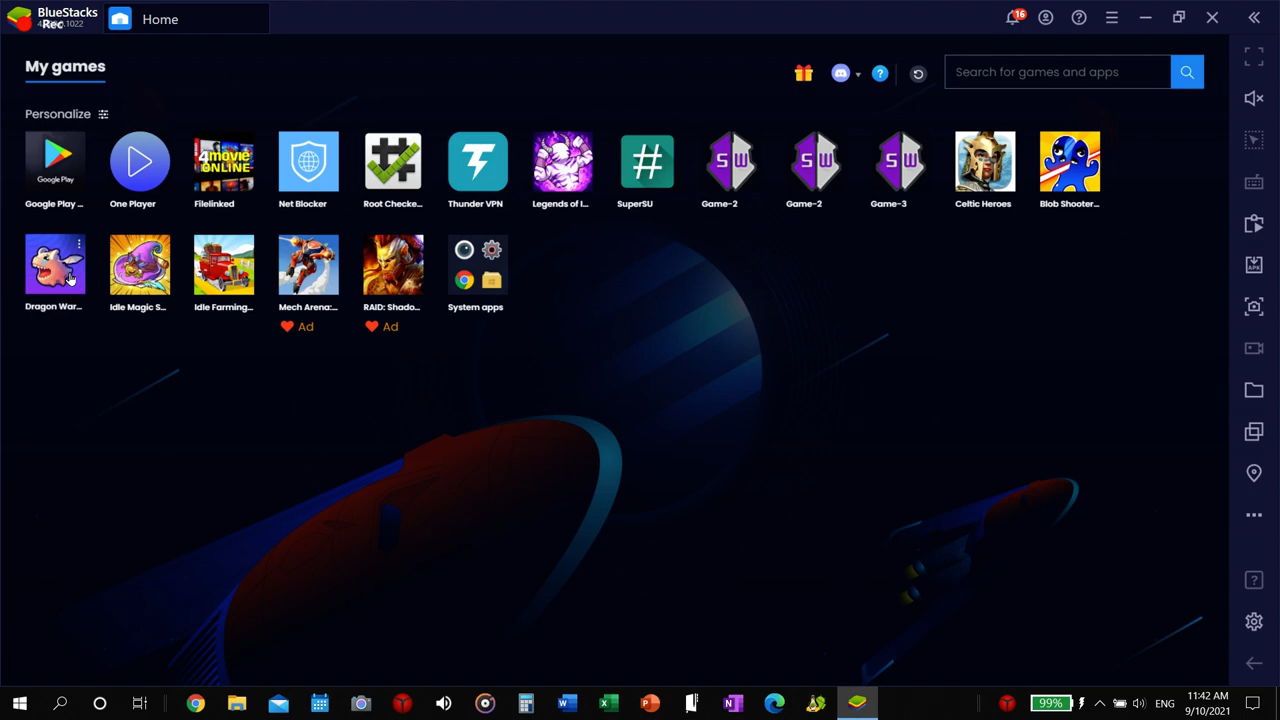 BlueStacks
Rec
Home
16
My games
Search for games and apps
Personalize
Google Play
4MOVIE
ONLINE
SW
SW
SW
Google Play ...
One Player
Filelinked
Net Blocker
Root Checke...
Thunder VPN
Legends of I...
SuperSU
Game-2
Game-2
Game-3
Celtic Heroes
Blob Shooter...
Dragon War...
Idle Magic S...
Idle Farming...
Mech Arena:...
RAID: Shado...
System apps
Ad
Ad
99%
ENG
11:42 AM
9/10/2021